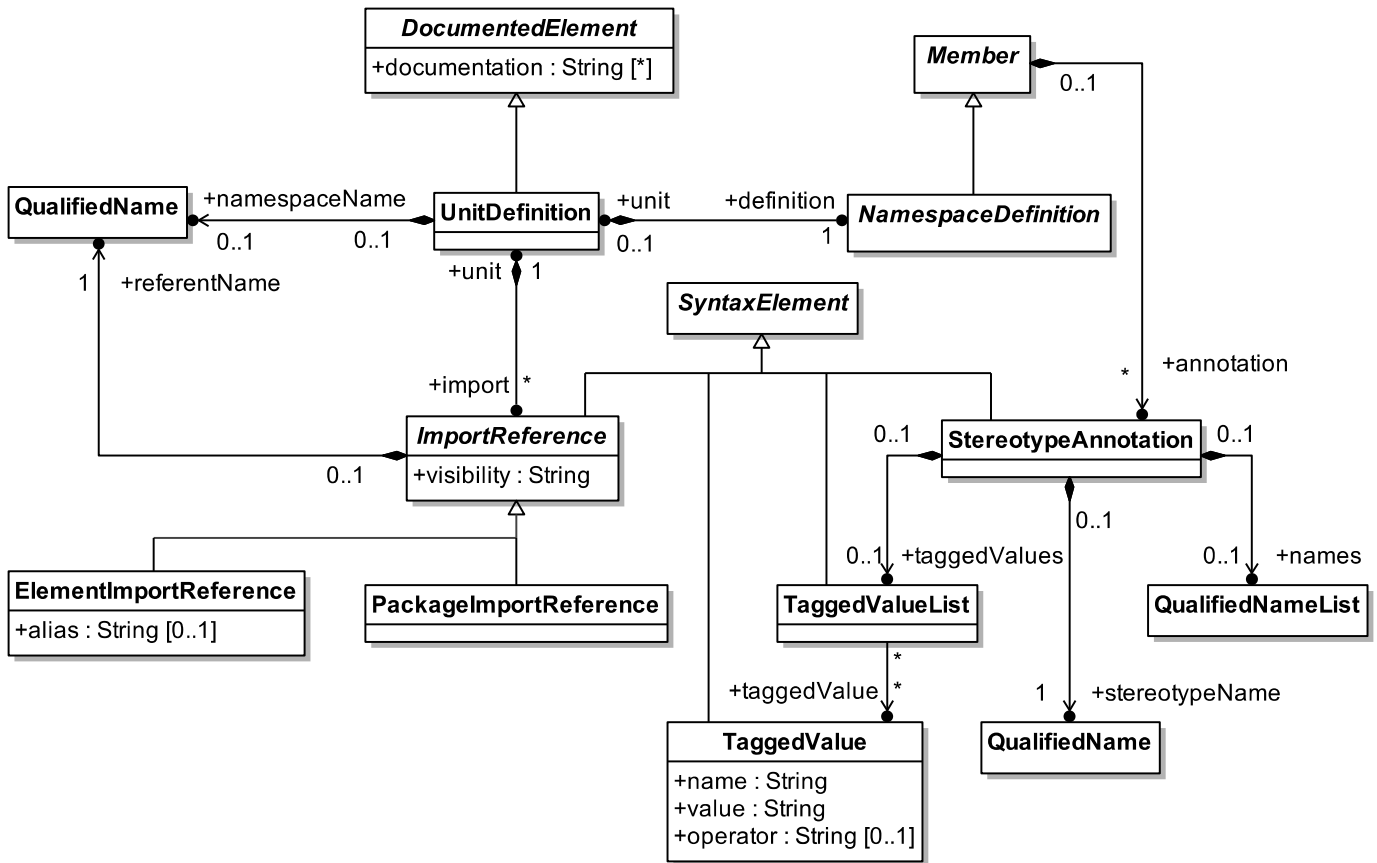 DocumentedElement
+documentation : String [*]
Member
0..1
QualifiedName
+namespaceName
0..1
0..1
UnitDefinition
+unit
0..1
+definition
1
NamespaceDefinition
1
+referentName
+unit
1
SyntaxElement
+import
*
*
+annotation
ImportReference
+visibility : String
0..1
0..1
StereotypeAnnotation
0..1
0..1
0..1
+taggedValues
0..1
+names
ElementImportReference
+alias : String [0..1]
PackageImportReference
TaggedValueList
QualifiedNameList
*
+taggedValue
*
1
+stereotypeName
TaggedValue
+name : String
+value : String
+operator : String [0..1]
QualifiedName